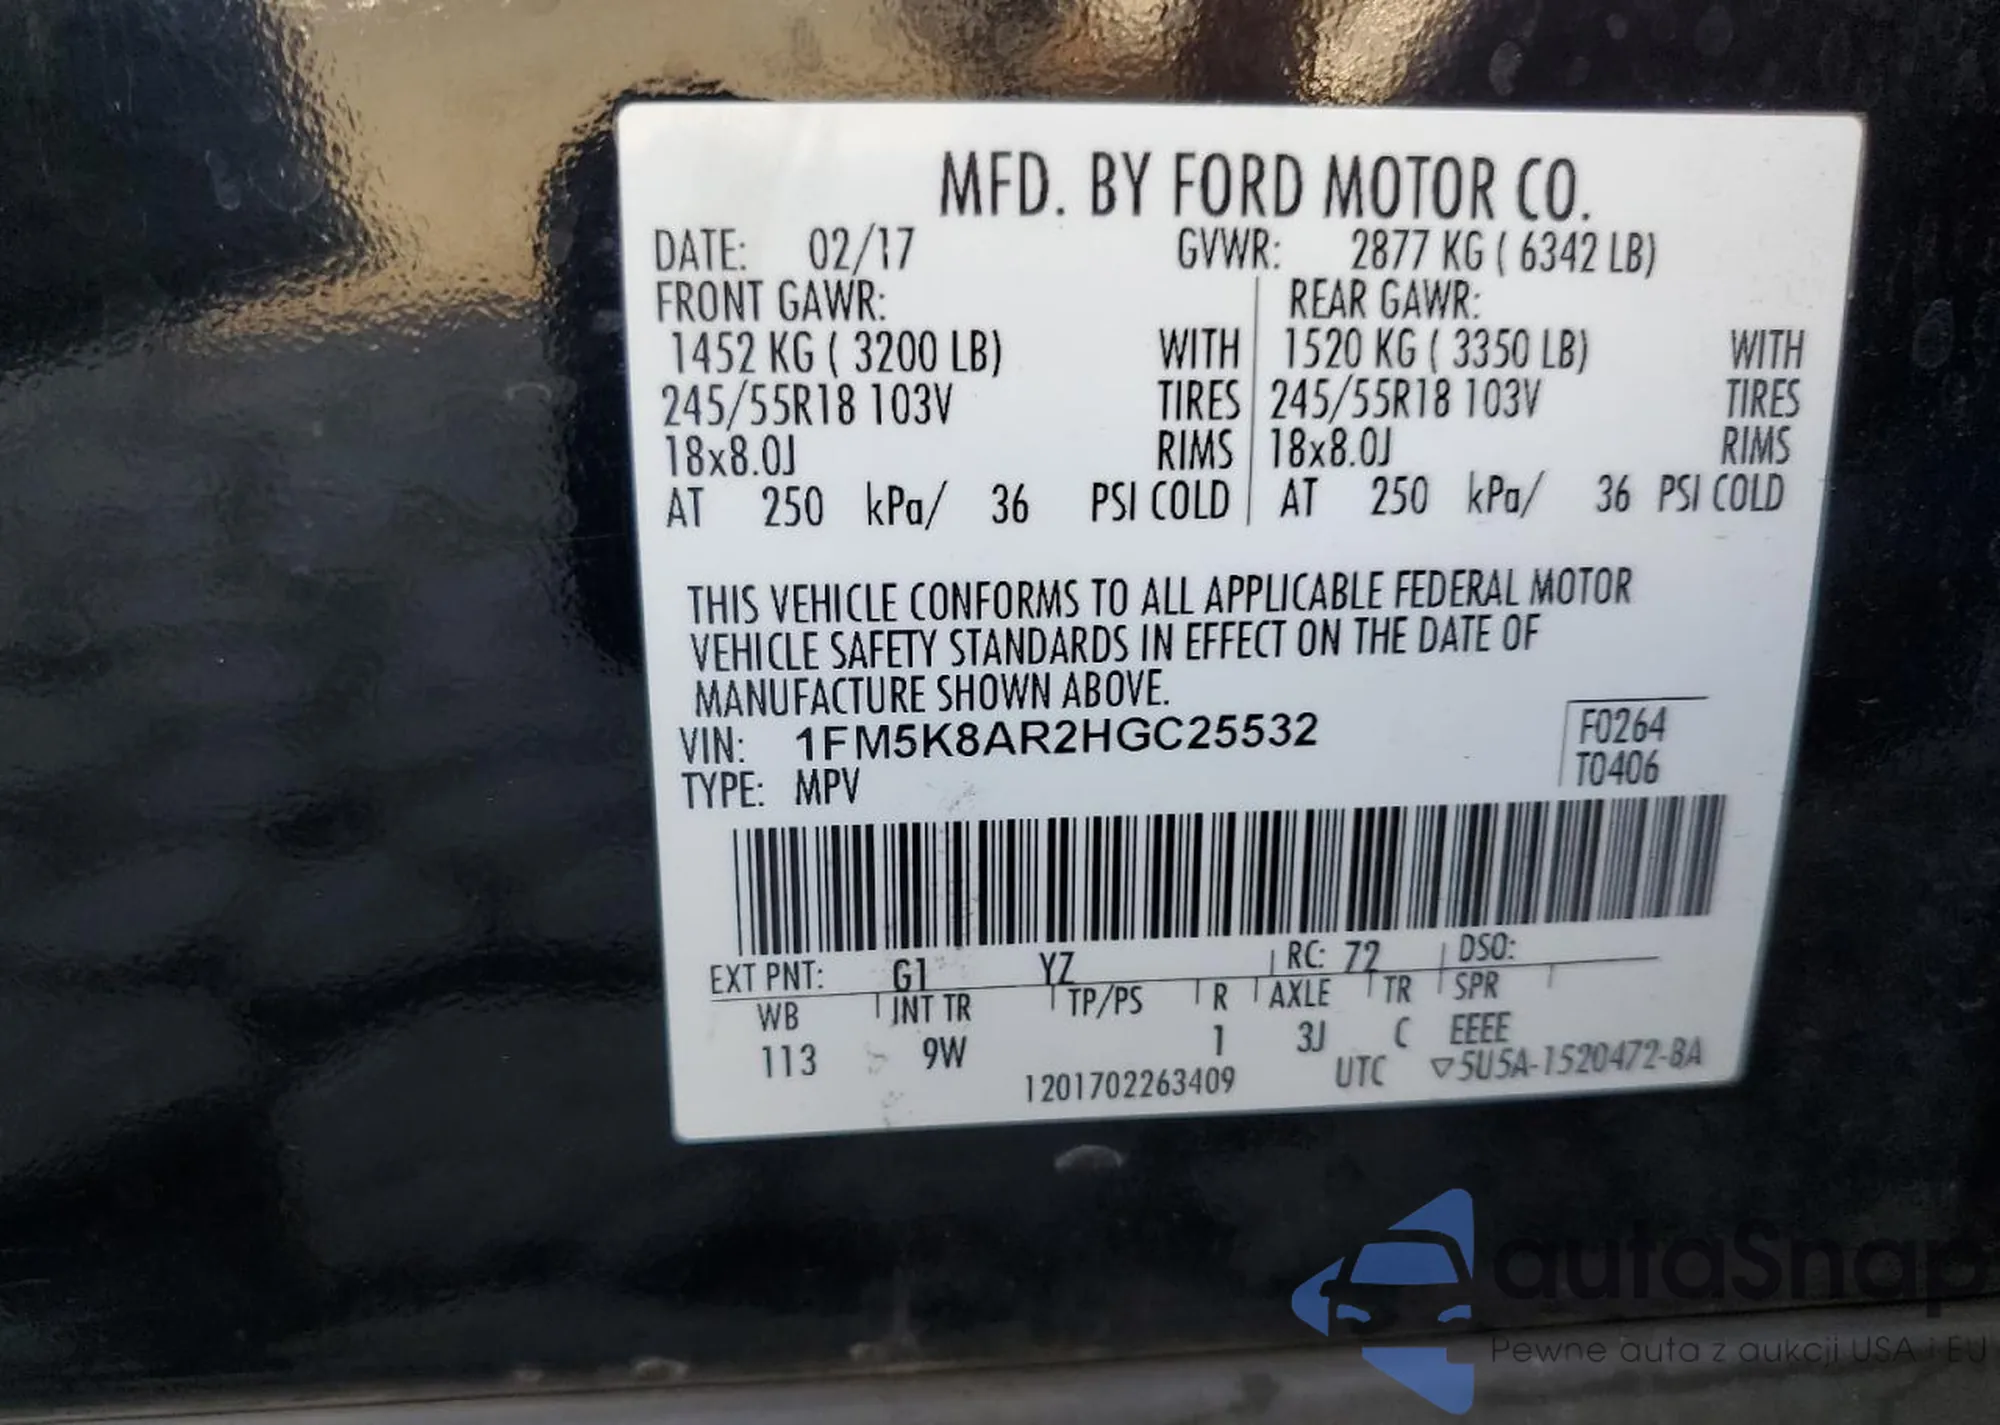 MFD. BY FORD MOTOR CO.
DATE: 02/17 GVWR: 2877 KG ( 6342 LB)
FRONT GAWR: REAR GAWR:
1452 KG ( 3200 LB) WITH 1520 KG ( 3350 LB) WITH
245/55R18 103V TIRES 245/55R18 103V TIRES
18x8.0J RIMS 18x8.0J RIMS
AT 250 kPa/ 36 PSI COLD AT 250 kPa/ 36 PSI COLD
THIS VEHICLE CONFORMS TO ALL APPLICABLE FEDERAL MOTOR
VEHICLE SAFETY STANDARDS IN EFFECT ON THE DATE OF
MANUFACTURE SHOWN ABOVE.
VIN: 1FM5K8AR2HGC25532 F0264
TYPE: MPV T0406
EXT PNT: G1 YZ RC: 72 DSO:
WB INT TR TP/PS R AXLE TR SPR
113 9W 1 3J C EEEE
1201702263409 UTC ▽5U5A-1520472-BA
autoSnap
Pewne auta z aukcji USA i EU